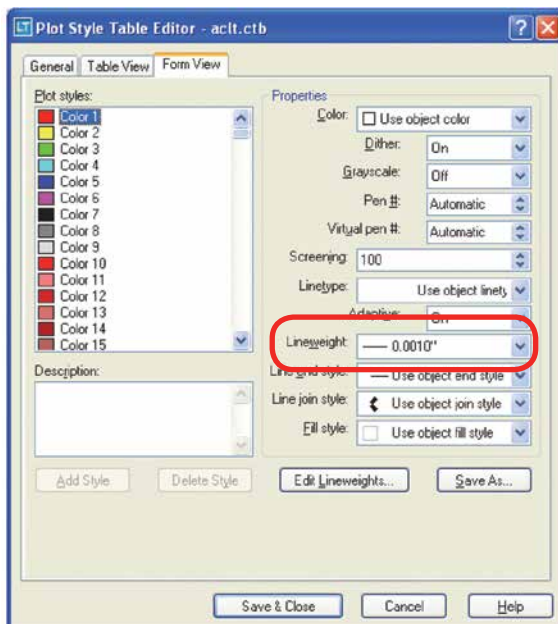 LT Plot Style Table Editor - aclt.ctb
General Table View Form View
Plot styles:
Color 1
Color 2
Color 3
Color 4
Color 5
Color 6
Color 7
Color 8
Color 9
Color 10
Color 11
Color 12
Color 13
Color 14
Color 15
Description:
Add Style Delete Style
Properties
Color: Use object color
Dither: On
Grayscale: Off
Pen #: Automatic
Virtual pen #: Automatic
Screening: 100
Linetype: Use object linety
Adaptive: On
Lineweight: 0.0010"
Line end style: Use object end style
Line join style: Use object join style
Fill style: Use object fill style
Edit Lineweights... Save As...
Save & Close Cancel Help